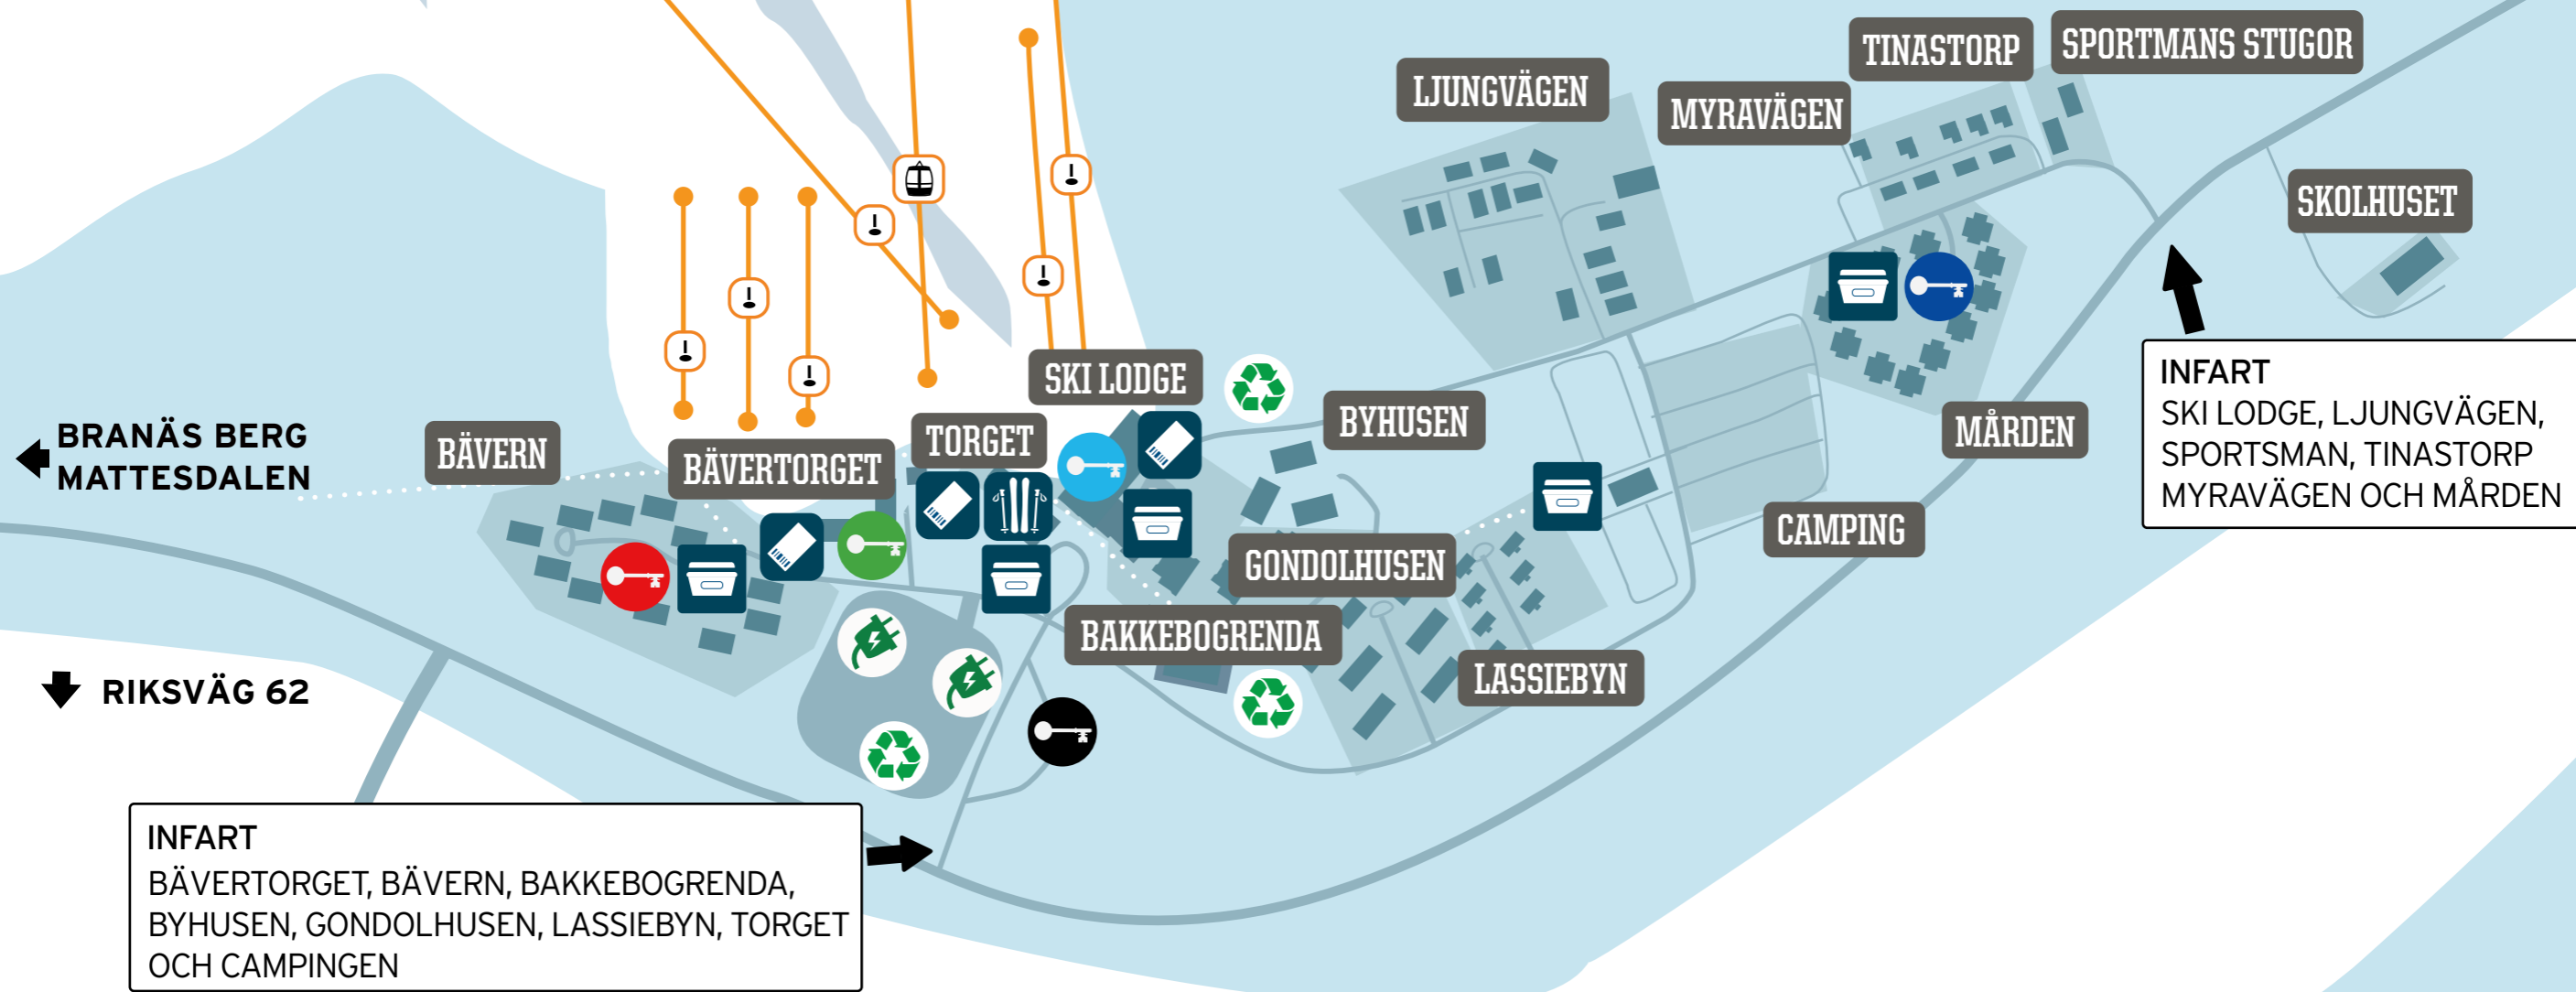 TINASTORP
SPORTMANS STUGOR
LJUNGVÄGEN
MYRAVÄGEN
SKOLHUSET
SKI LODGE
BYHUSEN
MÅRDEN
INFART
SKI LODGE, LJUNGVÄGEN,
SPORTSMAN, TINASTORP
MYRAVÄGEN OCH MÅRDEN
BRANÄS BERG
MATTESDALEN
BÄVERN
BÄVERTORGET
TORGET
CAMPING
GONDOLHUSEN
BAKKEBOGRENDA
LASSIEBYN
RIKSVÄG 62
INFART
BÄVERTORGET, BÄVERN, BAKKEBOGRENDA,
BYHUSEN, GONDOLHUSEN, LASSIEBYN, TORGET
OCH CAMPINGEN